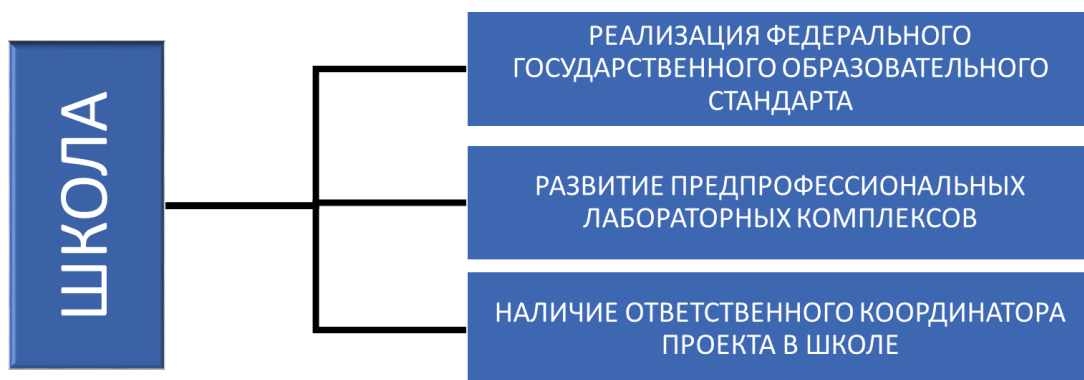 ШКОЛА
РЕАЛИЗАЦИЯ ФЕДЕРАЛЬНОГО
ГОСУДАРСТВЕННОГО ОБРАЗОВАТЕЛЬНОГО
СТАНДАРТА
РАЗВИТИЕ ПРЕДПРОФЕССИОНАЛЬНЫХ
ЛАБОРАТОРНЫХ КОМПЛЕКСОВ
НАЛИЧИЕ ОТВЕТСТВЕННОГО КООРДИНАТОРА
ПРОЕКТА В ШКОЛЕ